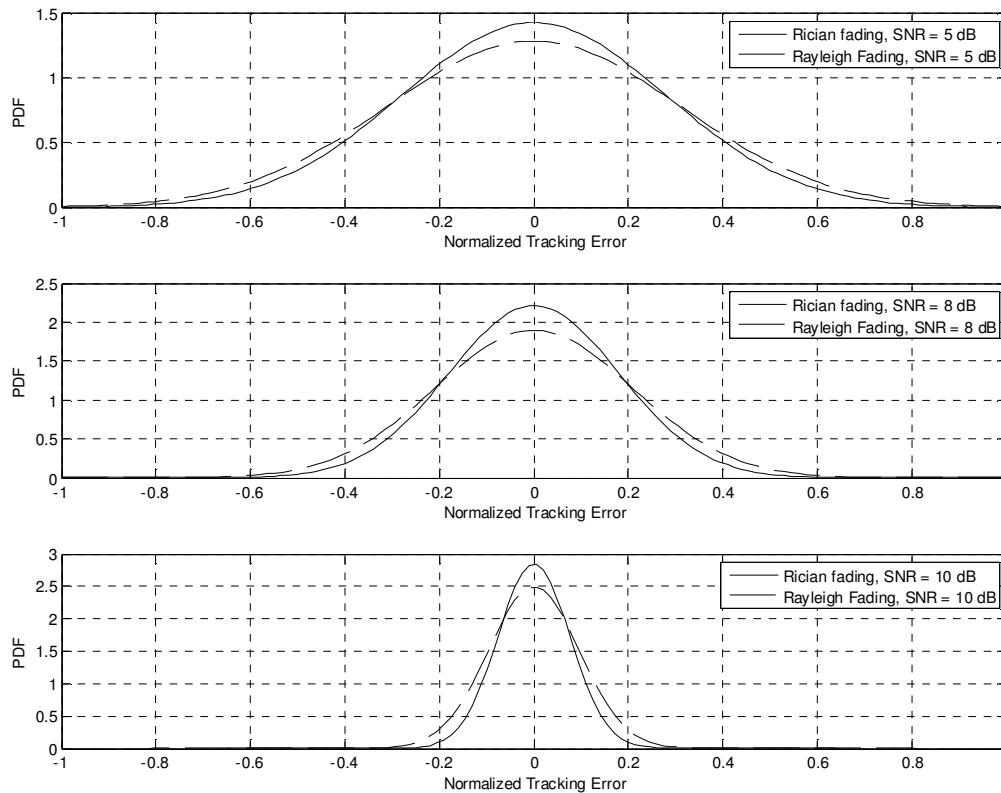 1.5
1
0.5
0
PDF
Rician fading, SNR = 5 dB
Rayleigh Fading, SNR = 5 dB
-1 -0.8 -0.6 -0.4 -0.2 0 0.2 0.4 0.6 0.8
Normalized Tracking Error
2.5
2
1.5
1
0.5
0
PDF
Rician fading, SNR = 8 dB
Rayleigh Fading, SNR = 8 dB
-1 -0.8 -0.6 -0.4 -0.2 0 0.2 0.4 0.6 0.8
Normalized Tracking Error
3
2.5
2
1.5
1
0.5
0
PDF
Rician fading, SNR = 10 dB
Rayleigh Fading, SNR = 10 dB
-1 -0.8 -0.6 -0.4 -0.2 0 0.2 0.4 0.6 0.8
Normalized Tracking Error